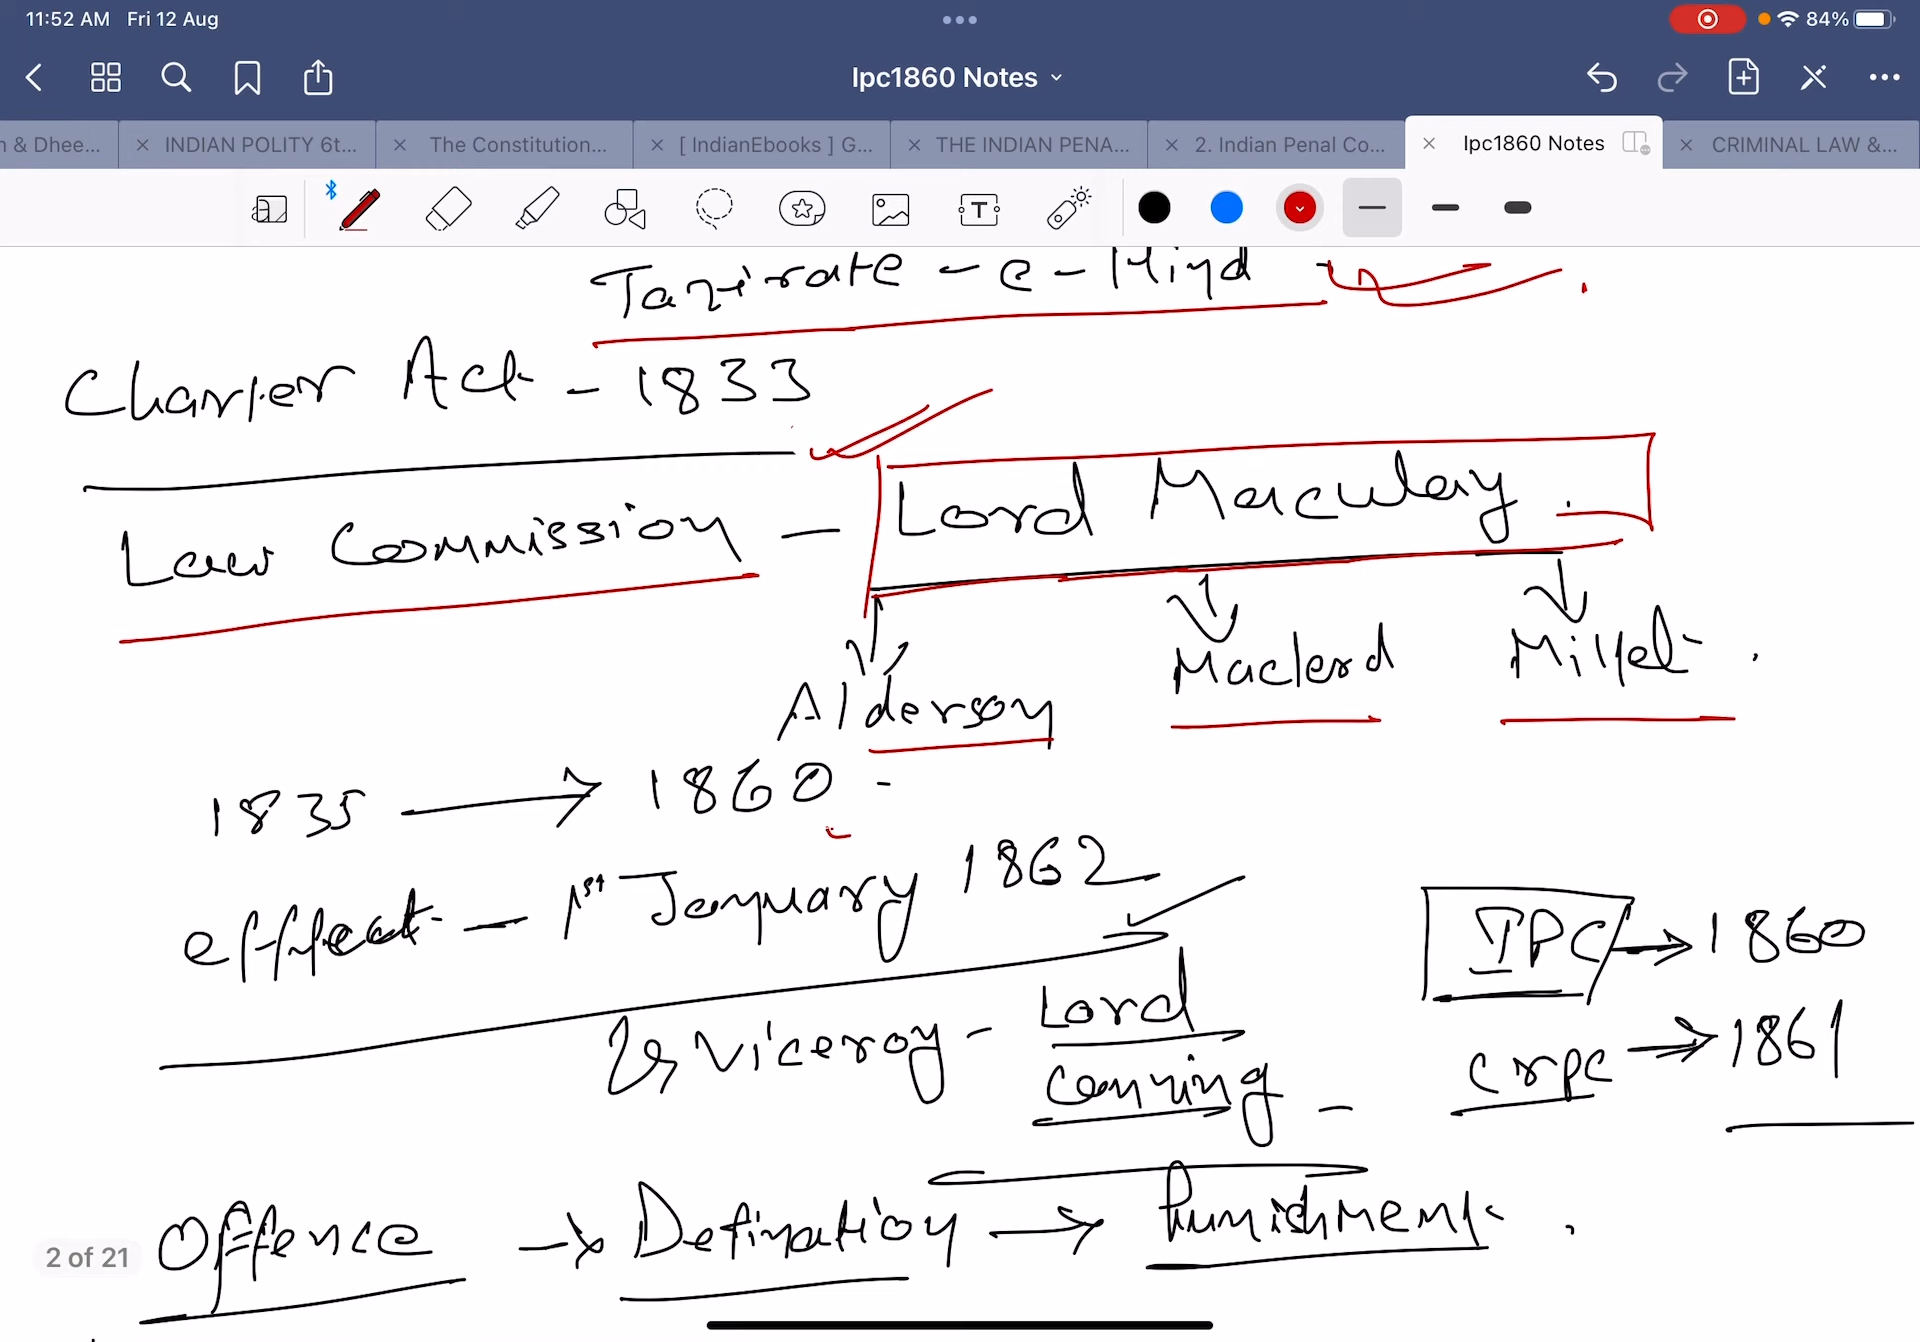 11:52 AM Fri 12 Aug
84%
Ipc1860 Notes
n & Dhee...
INDIAN POLITY 6t...
The Constitution...
[ IndianEbooks ] G...
THE INDIAN PENA...
2. Indian Penal Co...
Ipc1860 Notes
CRIMINAL LAW &...
Tazirate - e - Hind
Charter Act - 1833
Law Commission - Lord Maculay
Alderson Macleod Millet
1835 → 1860 -
effect - 1st January 1862
Viceroy - Lord Canning -
IPC → 1860
crpc → 1861
Offence → Defination → Punishment
2 of 21